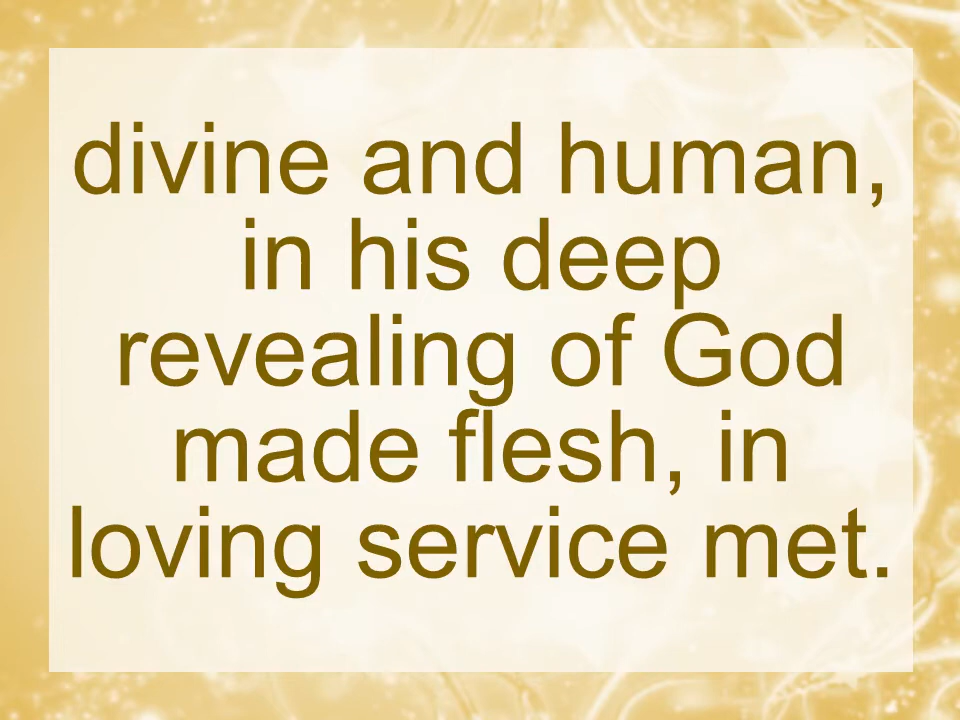 divine and human,
in his deep
revealing of God
made flesh, in
loving service met.